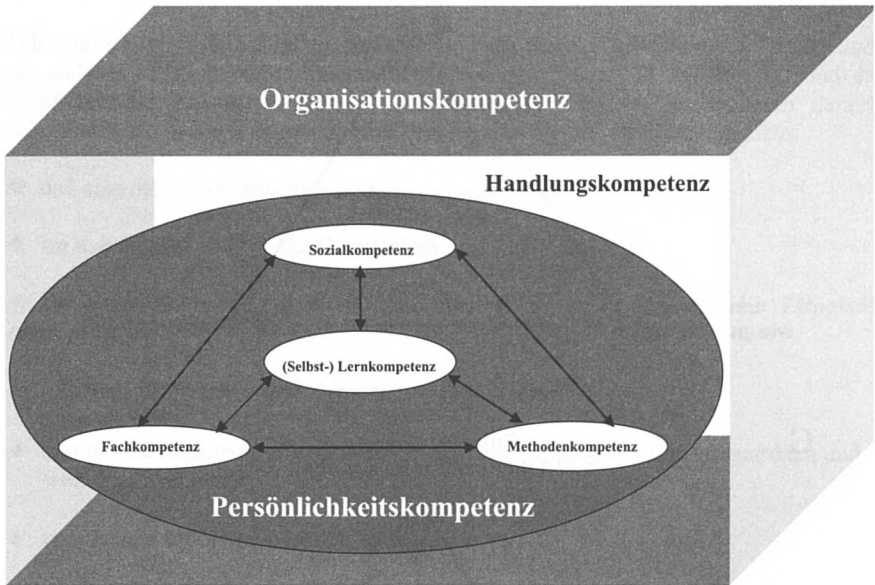 Organisationskompetenz
Handlungskompetenz
Sozialkompetenz
(Selbst-) Lernkompetenz
Fachkompetenz
Methodenkompetenz
Persönlichkeitskompetenz